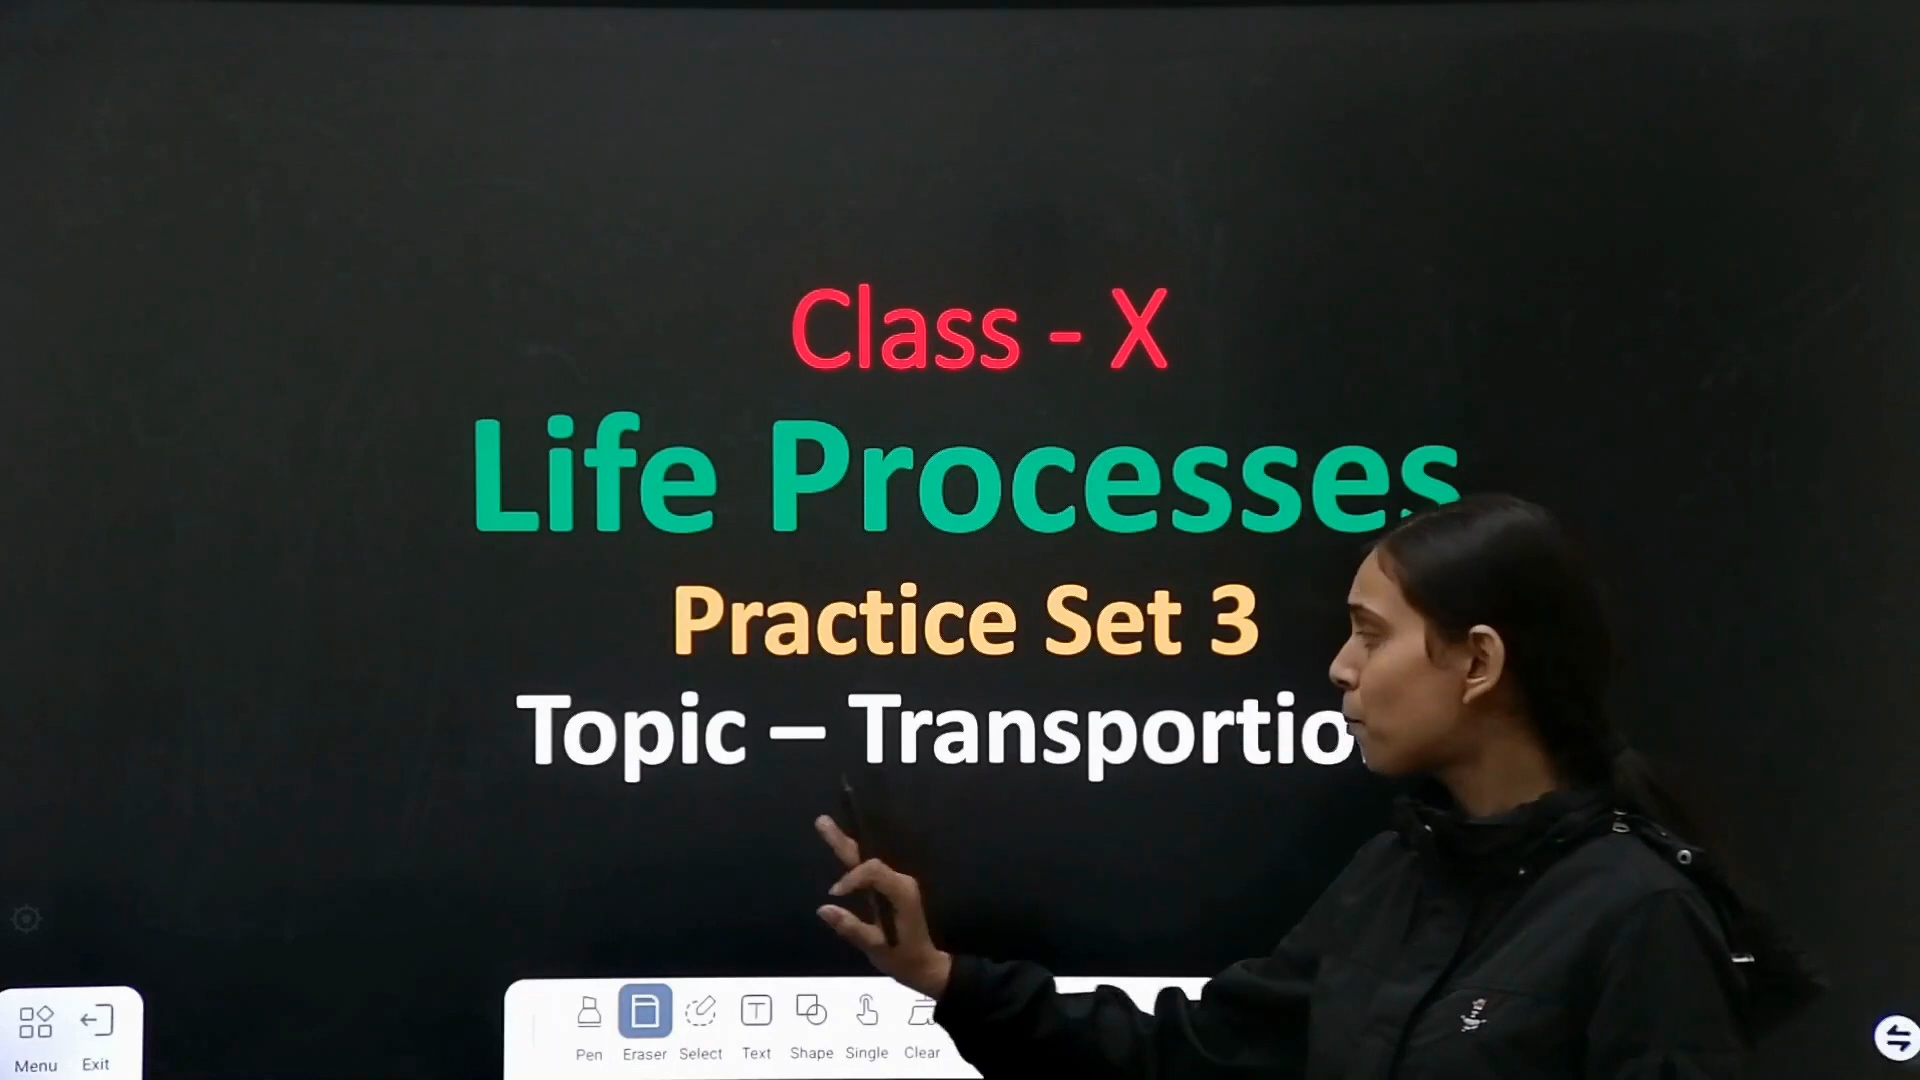 Class - X
Life Processes
Practice Set 3
Topic – Transportio
Menu Exit
Pen Eraser Select Text Shape Single Clear